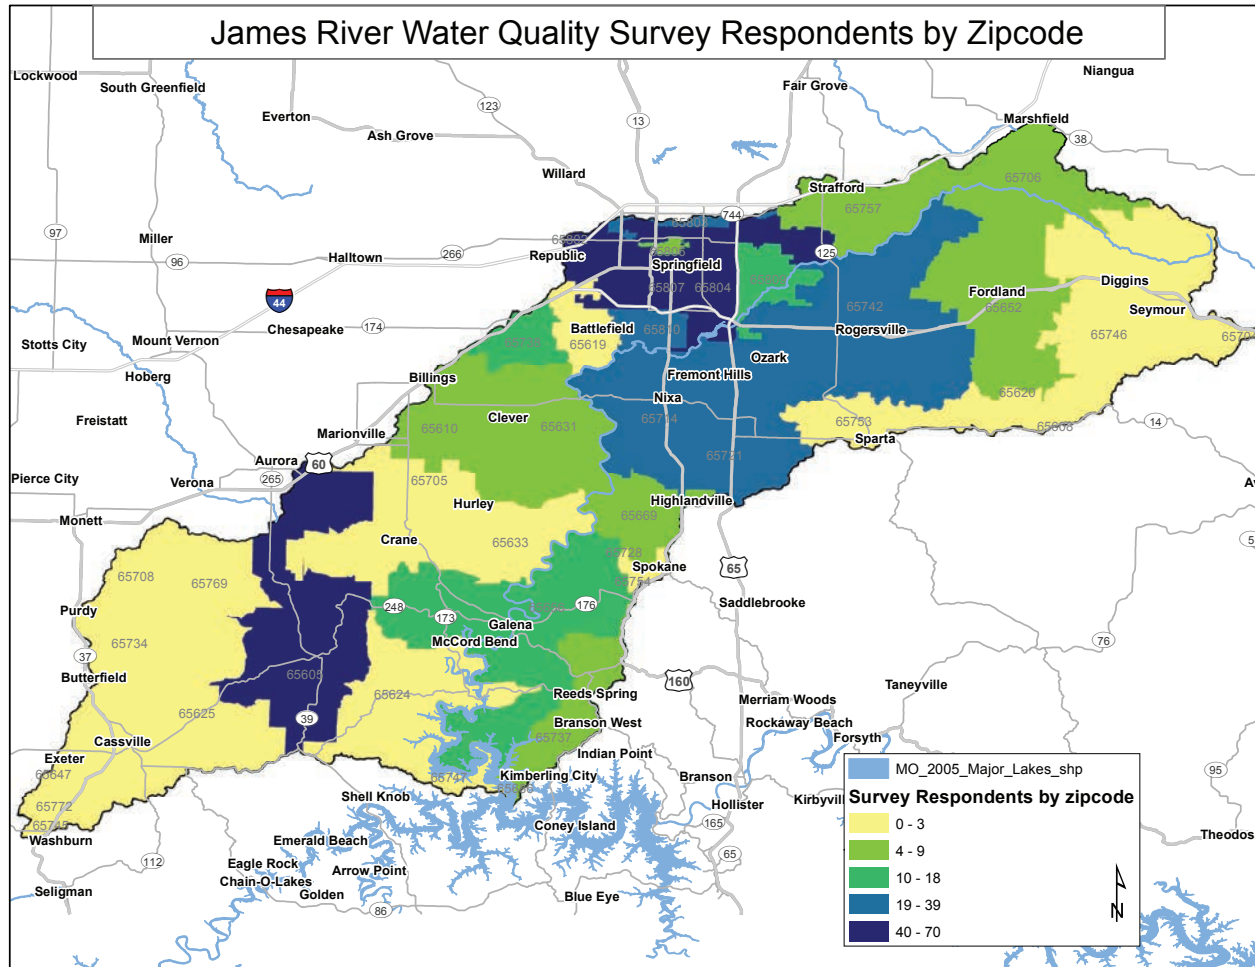 James River Water Quality Survey Respondents by Zipcode
Niangua
Lockwood
South Greenfield
Fair Grove
123
Everton
13
Marshfield
Ash Grove
38
Willard
65706
Strafford
65757
744
97
Miller
96
Halltown
266
Republic
125
Springfield
44
65807
65804
65742
Fordland
65652
Diggins
Seymour
Chesapeake
174
Battlefield
65810
Rogersville
65746
Stotts City
Mount Vernon
65619
Ozark
Hoberg
Billings
Fremont Hills
65620
Nixa
Freistatt
Clever
65714
65610
65631
65753
14
Marionville
Sparta
65608
Aurora
60
65721
Pierce City
Verona
265
65705
Hurley
Highlandville
Monett
65669
Crane
65633
65728
65
Spokane
65754
65708
65769
Saddlebrooke
Purdy
248
173
176
Galena
65734
McCord Bend
76
37
Butterfield
65605
160
Taneyville
65624
Reeds Spring
Merriam Woods
65625
39
Branson West
Rockaway Beach
Cassville
65737
Forsyth
Exeter
Indian Point
65647
65747
Kimberling City
Branson
95
Shell Knob
Hollister
65772
Coney Island
165
65745
Washburn
Emerald Beach
65
112
Eagle Rock
Arrow Point
Chain-O-Lakes
Seligman
Golden
Blue Eye
86
Theodos
MO_2005_Major_Lakes_shp
Survey Respondents by zipcode
0 - 3
4 - 9
10 - 18
19 - 39
40 - 70
N